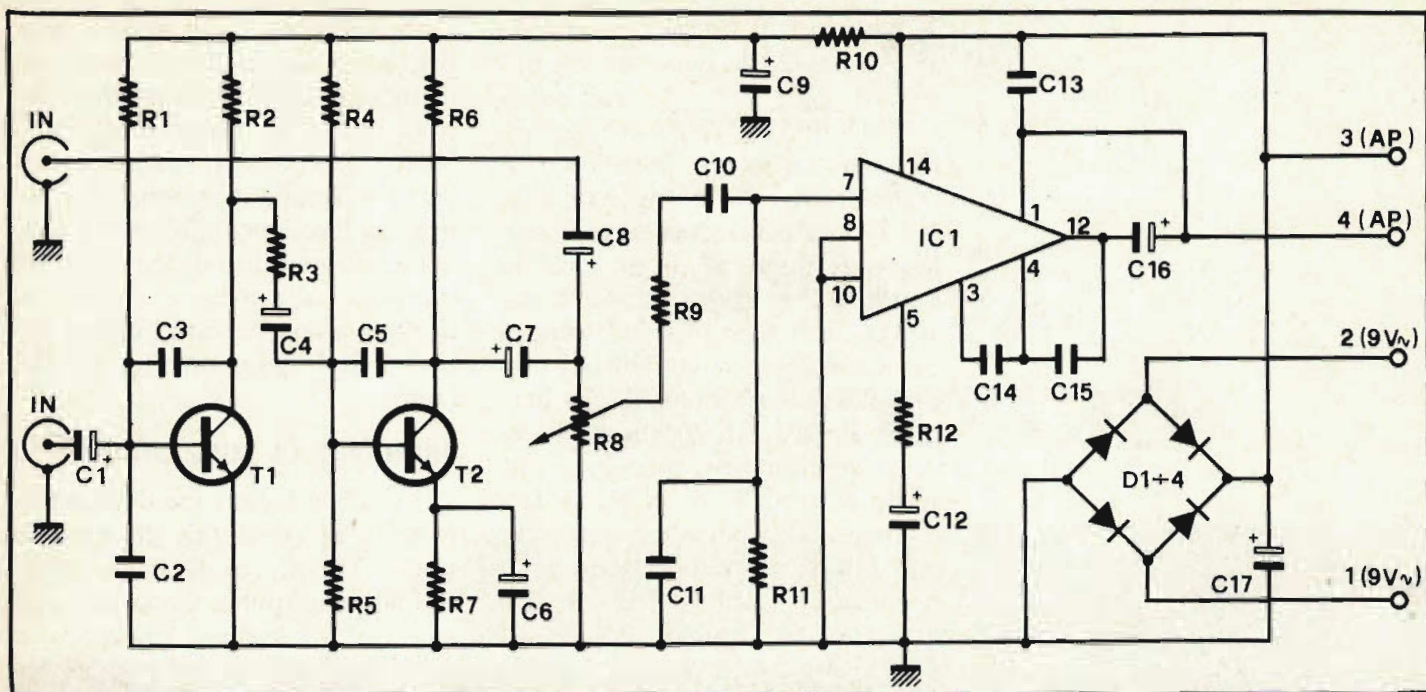 R10
C9
C13
R1
R2
R4
R6
IN
3 (AP)
C10
14
7
8
IC1
1
12
4 (AP)
C16
+
C8
+
R3
10
4
3
5
R9
+
C4
C3
C5
+
C7
C14
C15
2 (9V~)
IN
C1
+
T1
T2
R8
R12
D1÷4
+
C12
C2
R5
R7
+
C6
C11
R11
+
C17
1 (9V~)